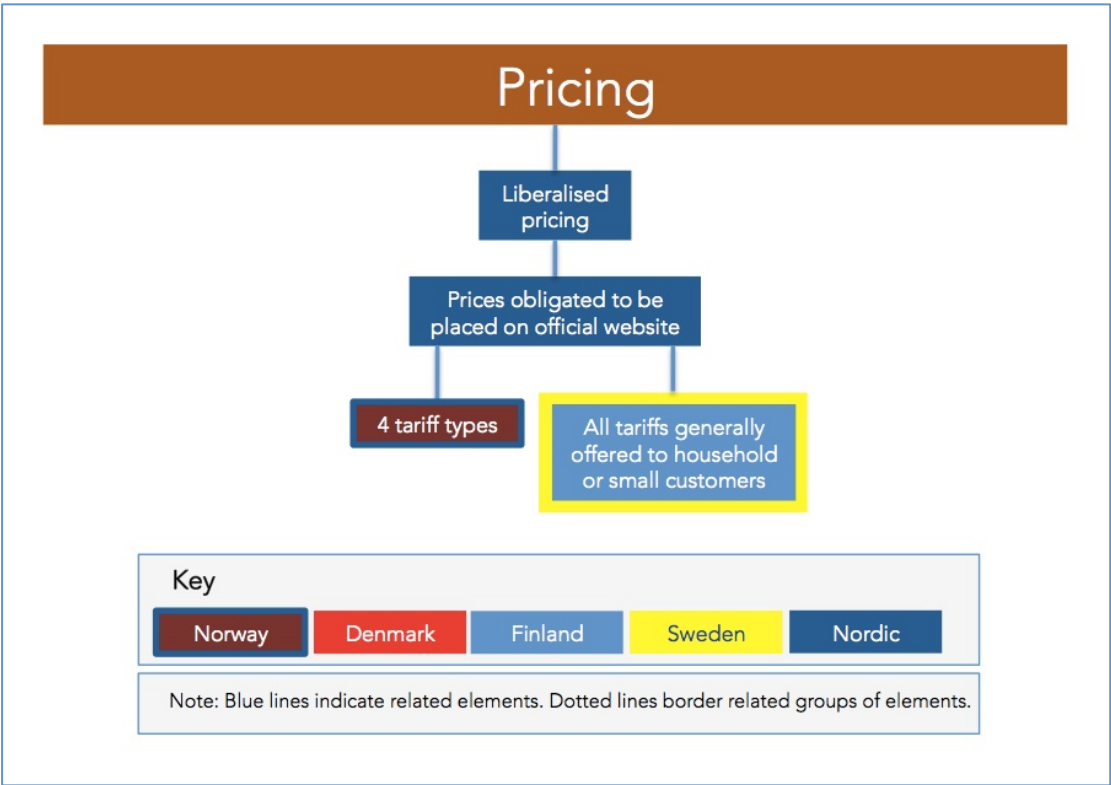 Pricing
Liberalised
pricing
Prices obligated to be
placed on official website
4 tariff types
All tariffs generally
offered to household
or small customers
Key
Norway
Denmark
Finland
Sweden
Nordic
Note: Blue lines indicate related elements. Dotted lines border related groups of elements.